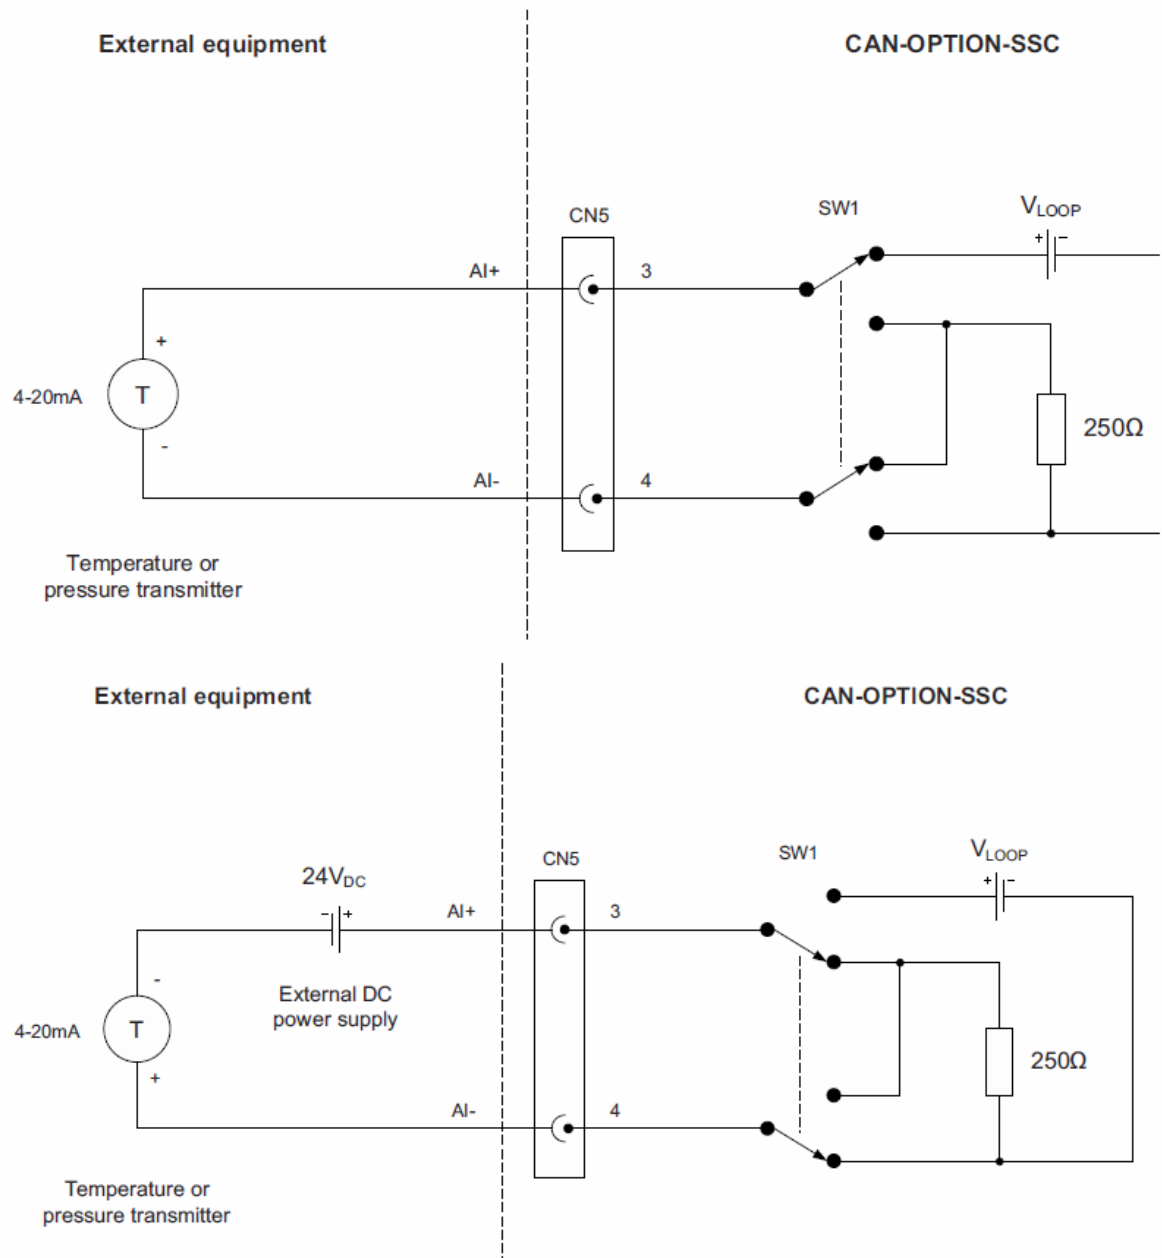 External equipment
CAN-OPTION-SSC
SW1
VLOOP
CN5
+ -
AI+
3
+
4-20mA
T
250Ω
-
AI-
4
Temperature or
pressure transmitter
External equipment
CAN-OPTION-SSC
SW1
VLOOP
CN5
24VDC
+ -
- +
AI+
3
-
External DC
power supply
4-20mA
T
250Ω
+
AI-
4
Temperature or
pressure transmitter